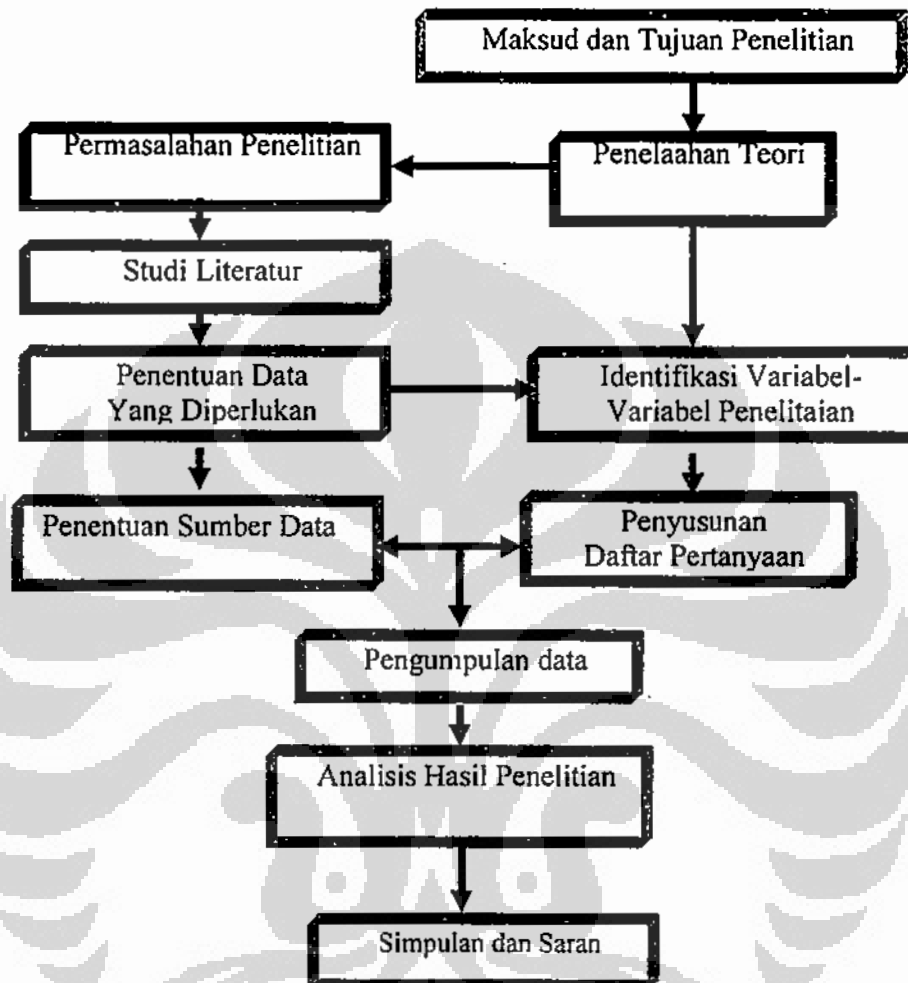 Maksud dan Tujuan Penelitian
Permasalahan Penelitian
Penelaahan Teori
Studi Literatur
Penentuan Data
Yang Diperlukan
Identifikasi Variabel-
Variabel Penelitaian
Penentuan Sumber Data
Penyusunan
Daftar Pertanyaan
Pengumpulan data
Analisis Hasil Penelitian
Simpulan dan Saran